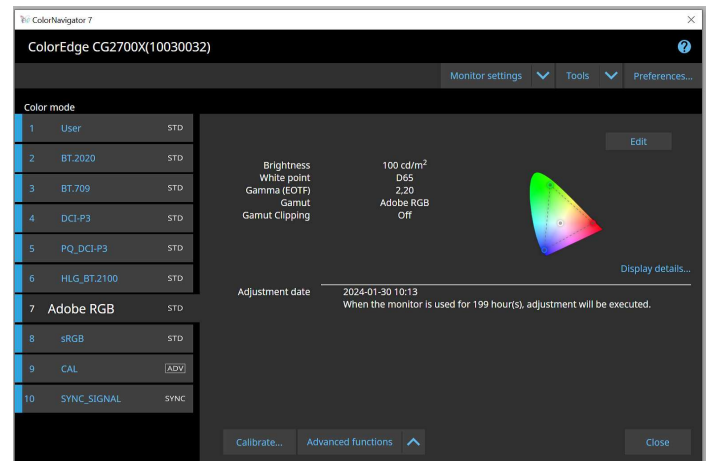 ColorNavigator 7
ColorEdge CG2700X(10030032)
Monitor settings Tools Preferences...
Color mode
1 User STD
2 BT.2020 STD
3 BT.709 STD
4 DCI-P3 STD
5 PQ_DCI-P3 STD
6 HLG_BT.2100 STD
7 Adobe RGB STD
8 sRGB STD
9 CAL ADV
10 SYNC_SIGNAL SYNC
Edit
Brightness 100 cd/m²
White point D65
Gamma (EOTF) 2,20
Gamut Adobe RGB
Gamut Clipping Off
Display details...
Adjustment date 2024-01-30 10:13
When the monitor is used for 199 hour(s), adjustment will be executed.
Calibrate... Advanced functions Close